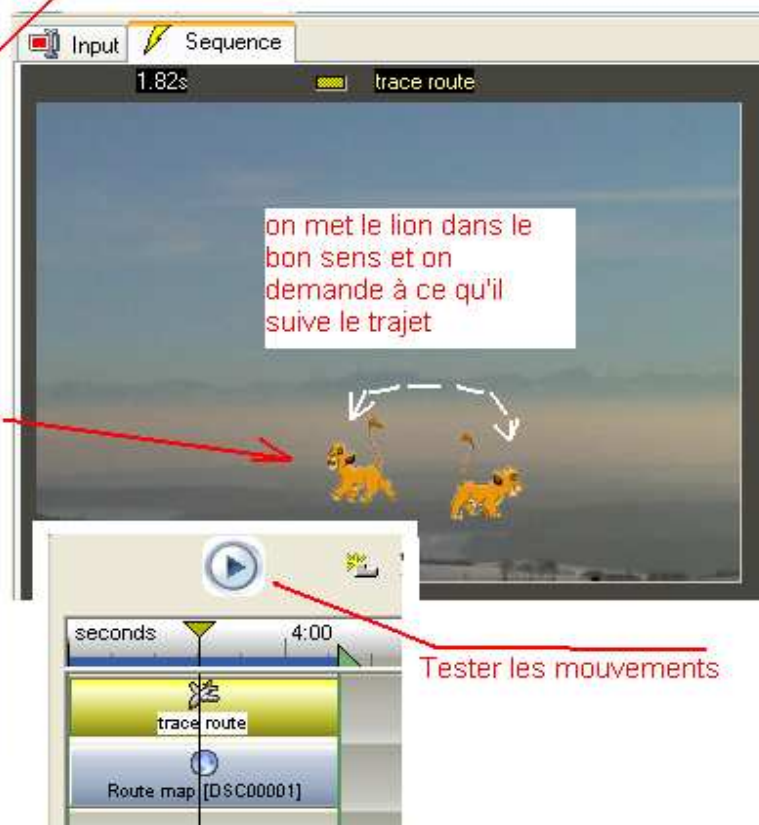 Input Sequence
1.82s trace route
on met le lion dans le
bon sens et on
demande à ce qu'il
suive le trajet
seconds 4:00
Tester les mouvements
trace route
Route map [DSC00001]